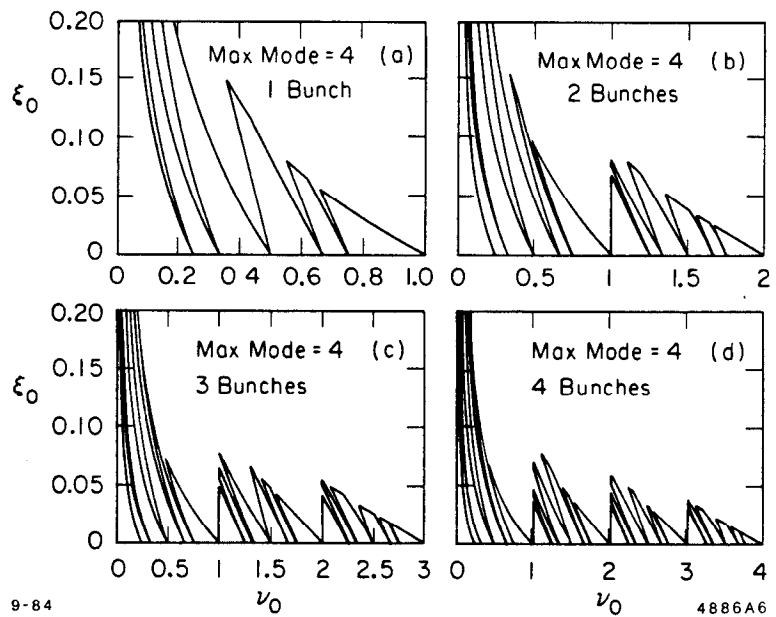 0.20
Max Mode = 4 (a)
1 Bunch
0.15
ξ₀
0.10
0.05
0
0 0.2 0 4 0.6 0.8 1.0
Max Mode = 4 (b)
2 Bunches
0 0.5 1.0 1.5 2
0.20
Max Mode = 4 (c)
3 Bunches
0.15
ξ₀
0.10
0.05
0
0 0.5 1 1.5 2 2.5 3
ν₀
Max Mode = 4 (d)
4 Bunches
0 1 2 3 4
ν₀
9-84
4886A6